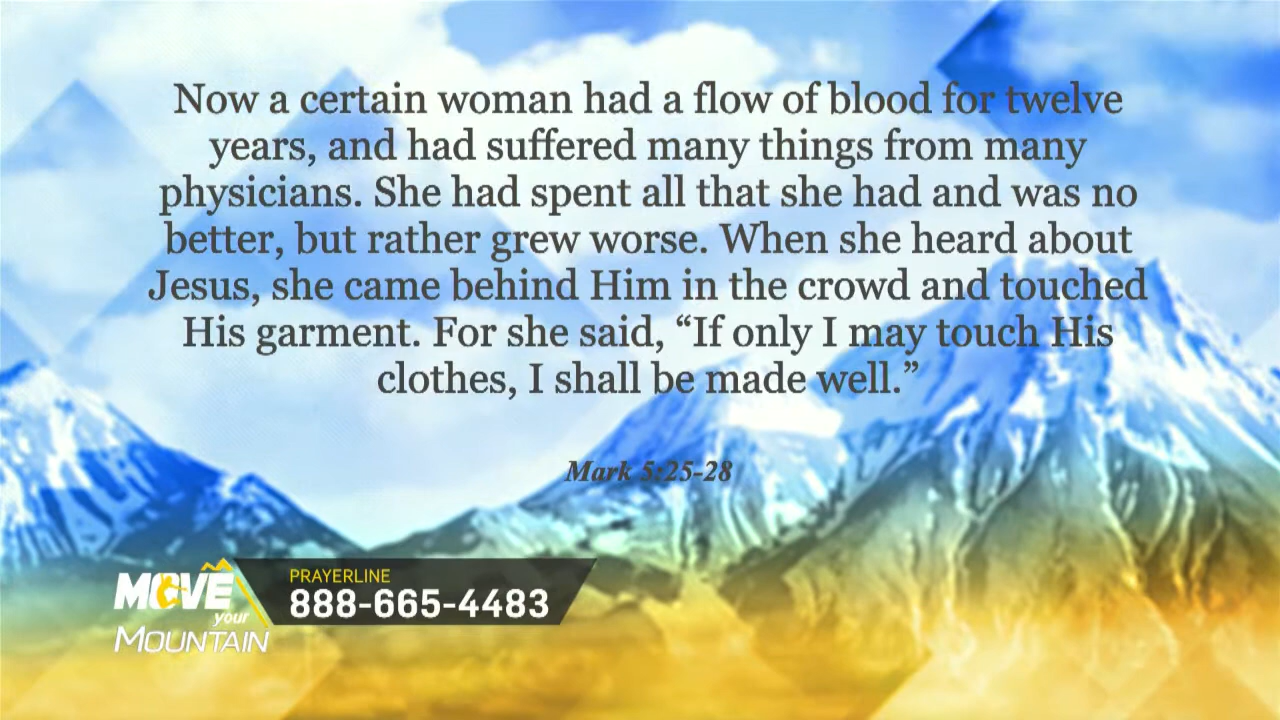 Now a certain woman had a flow of blood for twelve
years, and had suffered many things from many
physicians. She had spent all that she had and was no
better, but rather grew worse. When she heard about
Jesus, she came behind Him in the crowd and touched
His garment. For she said, “If only I may touch His
clothes, I shall be made well.”
Mark 5:25-28
MOVE
your
MOUNTAIN
PRAYERLINE
888-665-4483